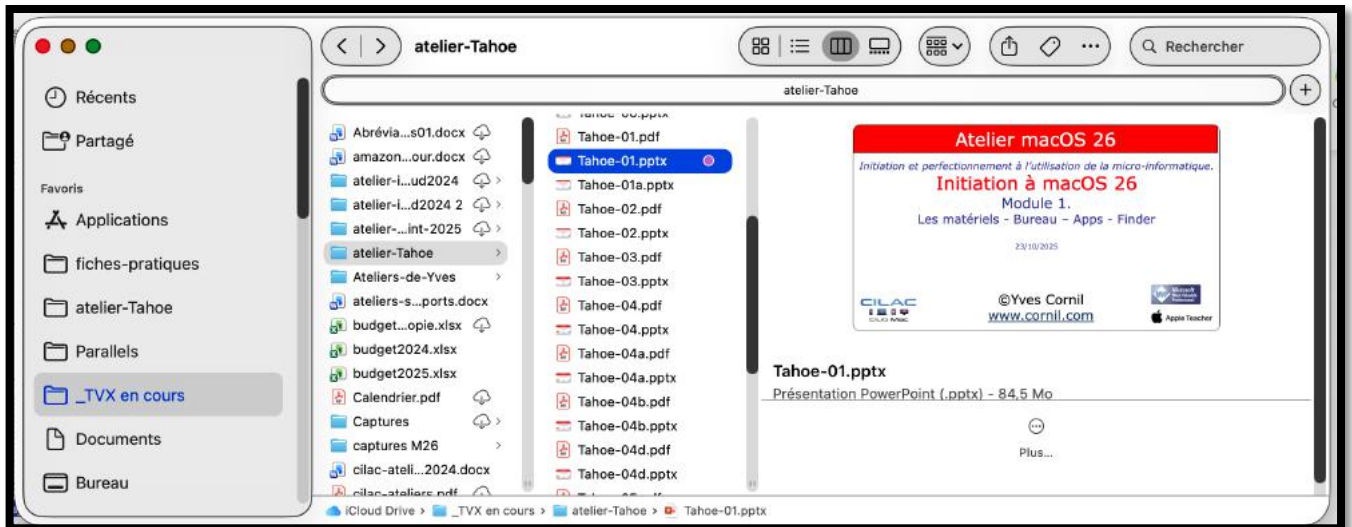 atelier-Tahoe
Rechercher
atelier-Tahoe
Récents
Partagé
Favoris
Applications
fiches-pratiques
atelier-Tahoe
Parallels
_TVX en cours
Documents
Bureau
Abrévia...s01.docx
amazon...our.docx
atelier-i...ud2024
atelier-i...d2024 2
atelier-...int-2025
atelier-Tahoe
Ateliers-de-Yves
ateliers-s...ports.docx
budget...opie.xlsx
budget2024.xlsx
budget2025.xlsx
Calendrier.pdf
Captures
captures M26
cilac-ateli...2024.docx
cilac-ateliers.pdf
Tahoe-01.pdf
Tahoe-01.pptx
Tahoe-01a.pptx
Tahoe-02.pdf
Tahoe-02.pptx
Tahoe-03.pdf
Tahoe-03.pptx
Tahoe-04.pdf
Tahoe-04.pptx
Tahoe-04a.pdf
Tahoe-04a.pptx
Tahoe-04b.pdf
Tahoe-04b.pptx
Tahoe-04d.pdf
Tahoe-04d.pptx
Atelier macOS 26
Initiation et perfectionnement à l'utilisation de la micro-informatique.
Initiation à macOS 26
Module 1.
Les matériels - Bureau – Apps - Finder
23/10/2025
CILAC
Club Mac
©Yves Cornil
www.cornil.com
Microsoft
Apple Teacher
Tahoe-01.pptx
Présentation PowerPoint (.pptx) - 84,5 Mo
Plus...
iCloud Drive › _TVX en cours › atelier-Tahoe › Tahoe-01.pptx